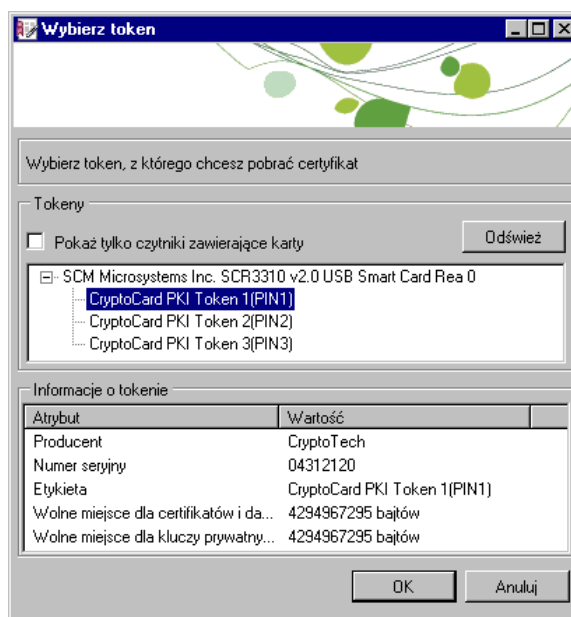 Wybierz token
Wybierz token, z którego chcesz pobrać certyfikat
Tokeny
Pokaż tylko czytniki zawierające karty
Odśwież
SCM Microsystems Inc. SCR3310 v2.0 USB Smart Card Rea 0
CryptoCard PKI Token 1(PIN1)
CryptoCard PKI Token 2(PIN2)
CryptoCard PKI Token 3(PIN3)
Informacje o tokenie
Atrybut Wartość
Producent CryptoTech
Numer seryjny 04312120
Etykieta CryptoCard PKI Token 1(PIN1)
Wolne miejsce dla certifikatów i da... 4294967295 bajtów
Wolne miejsce dla kluczy prywatny... 4294967295 bajtów
OK Anuluj